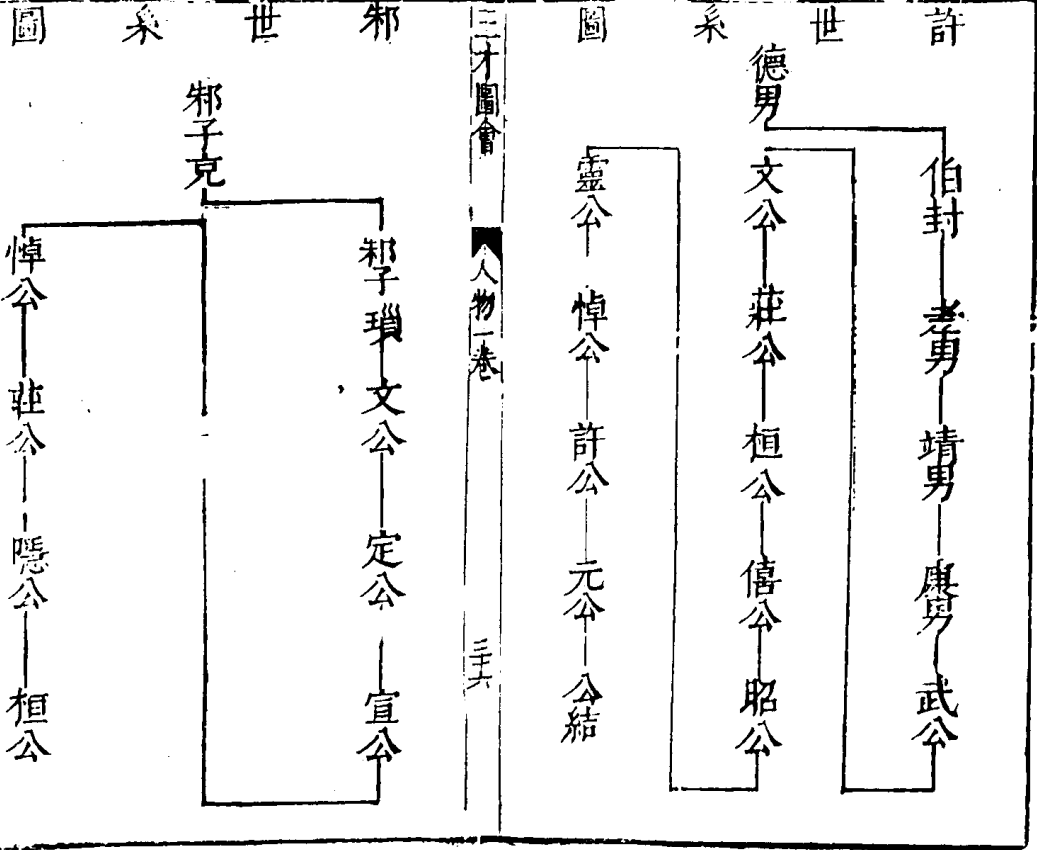 許世系圖
德男
伯封
孝男
靖男
康男
武公
文公
莊公
桓公
僖公
昭公
靈公
悼公
許公
元公
公結
三才圖會
人物一卷
三十六
邾世系圖
邾子克
邾子瑣
文公
定公
宣公
悼公
莊公
隱公
桓公